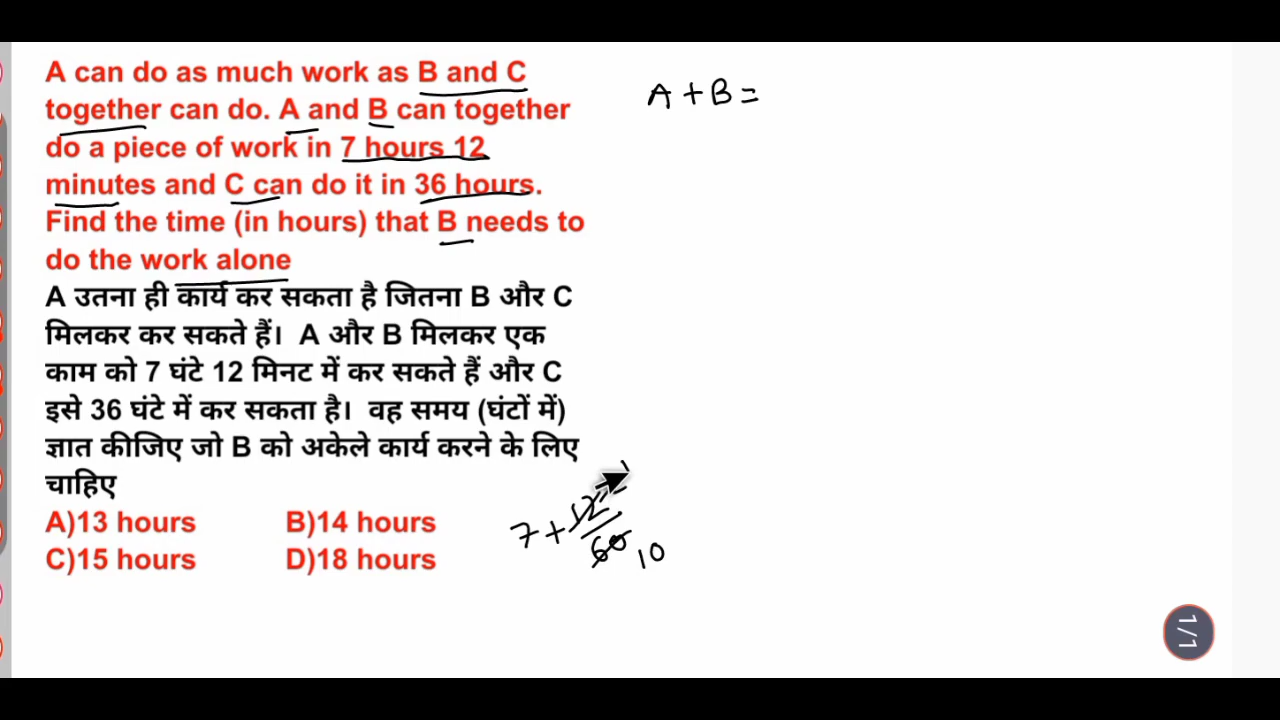 A can do as much work as B and C
together can do. A and B can together
do a piece of work in 7 hours 12
minutes and C can do it in 36 hours.
Find the time (in hours) that B needs to
do the work alone
A उतना ही कार्य कर सकता है जितना B और C
मिलकर कर सकते हैं। A और B मिलकर एक
काम को 7 घंटे 12 मिनट में कर सकते हैं और C
इसे 36 घंटे में कर सकता है। वह समय (घंटों में)
ज्ञात कीजिए जो B को अकेले कार्य करने के लिए
चाहिए
A)13 hours B)14 hours
C)15 hours D)18 hours
A+B=
7+12/60
10
1/1